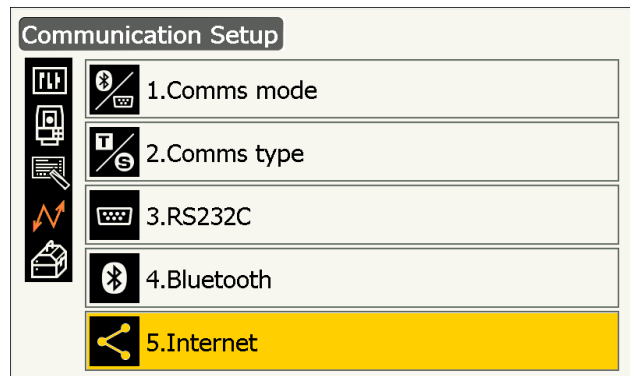 Communication Setup
1.Comms mode
T
S
2.Comms type
3.RS232C
4.Bluetooth
5.Internet